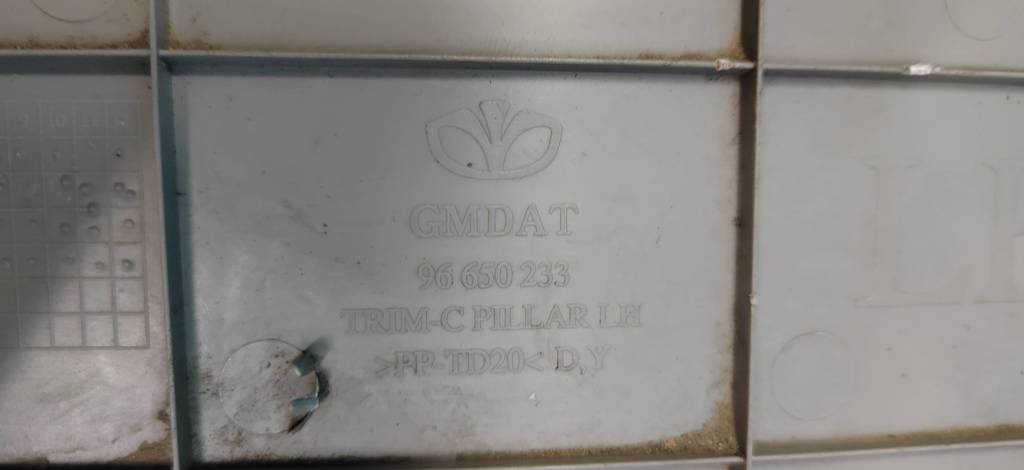 GMDAT
96 650 233
TRIM-C PILLAR LH
>PP-TD20< D,Y